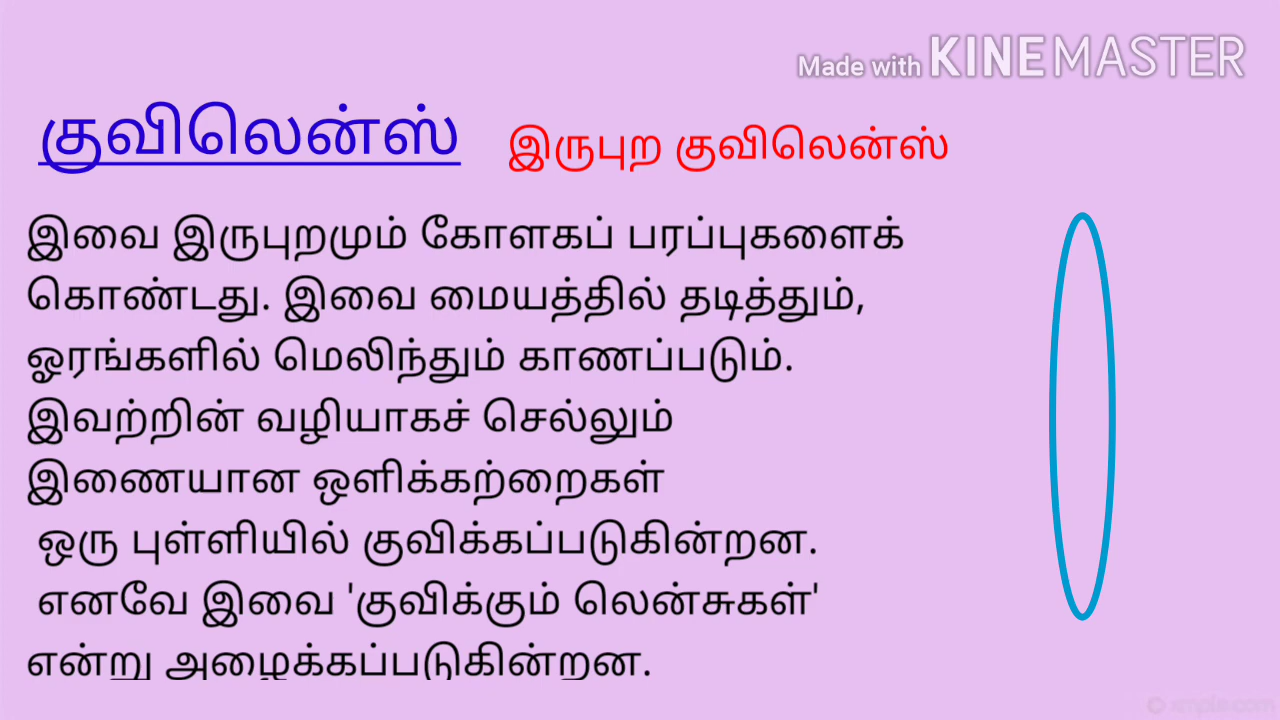 Made with KINEMASTER
குவிலென்ஸ் இருபுற குவிலென்ஸ்
இவை இருபுறமும் கோளகப் பரப்புகளைக்
கொண்டது. இவை மையத்தில் தடித்தும்,
ஓரங்களில் மெலிந்தும் காணப்படும்.
இவற்றின் வழியாகச் செல்லும்
இணையான ஒளிக்கற்றைகள்
ஒரு புள்ளியில் குவிக்கப்படுகின்றன.
எனவே இவை 'குவிக்கும் லென்சுகள்'
என்று அழைக்கப்படுகின்றன.